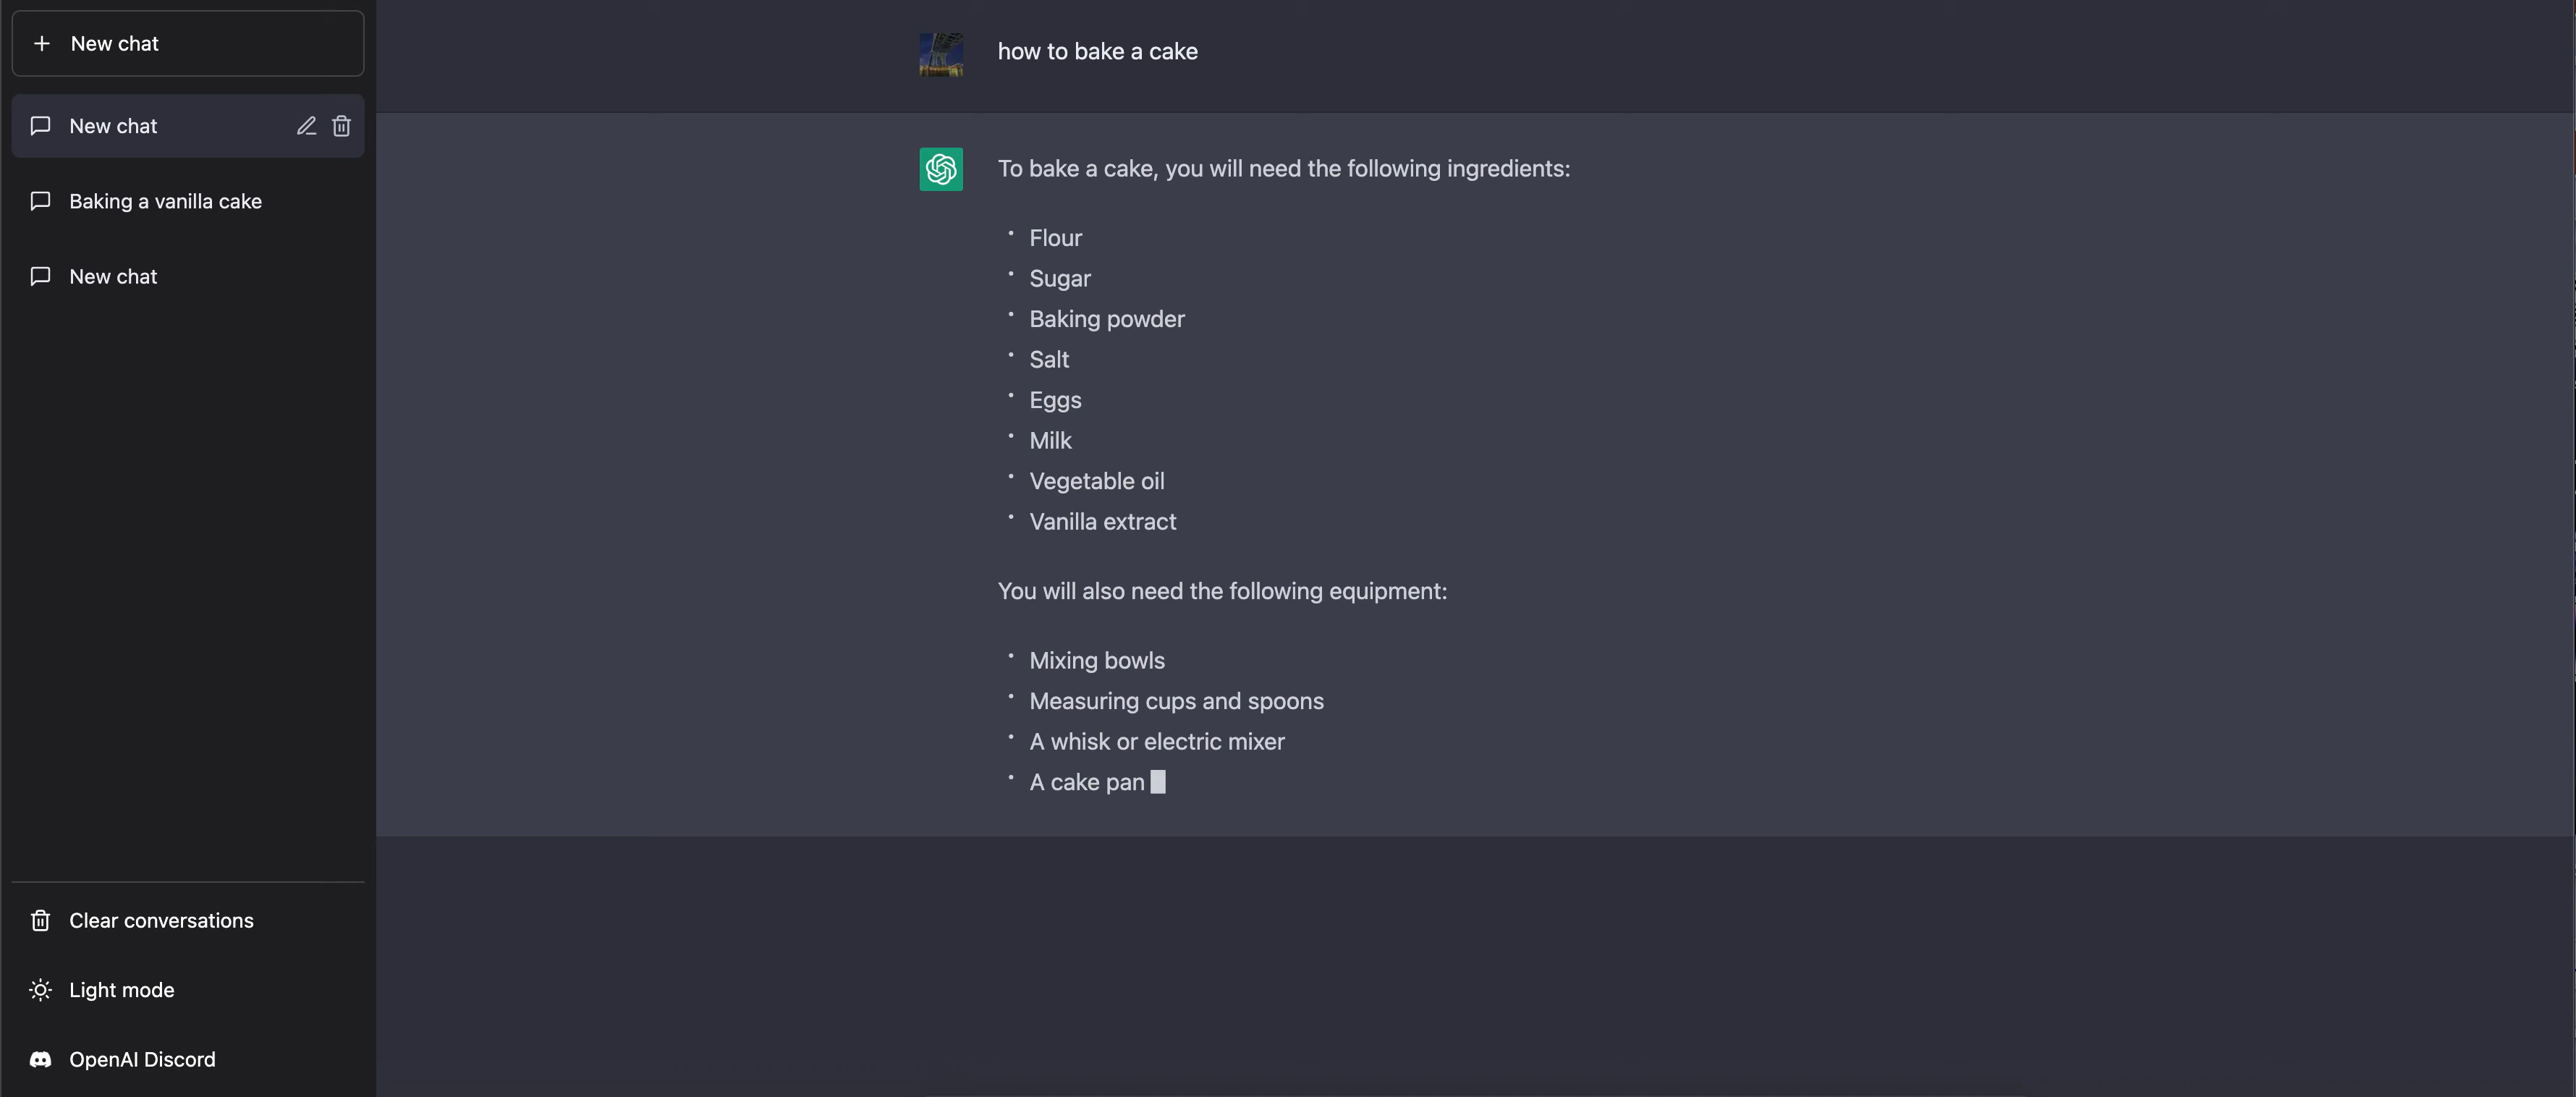 New chat
New chat
Baking a vanilla cake
New chat
Clear conversations
Light mode
OpenAI Discord
how to bake a cake
To bake a cake, you will need the following ingredients:
• Flour
• Sugar
• Baking powder
• Salt
• Eggs
• Milk
• Vegetable oil
• Vanilla extract
You will also need the following equipment:
• Mixing bowls
• Measuring cups and spoons
• A whisk or electric mixer
• A cake pan